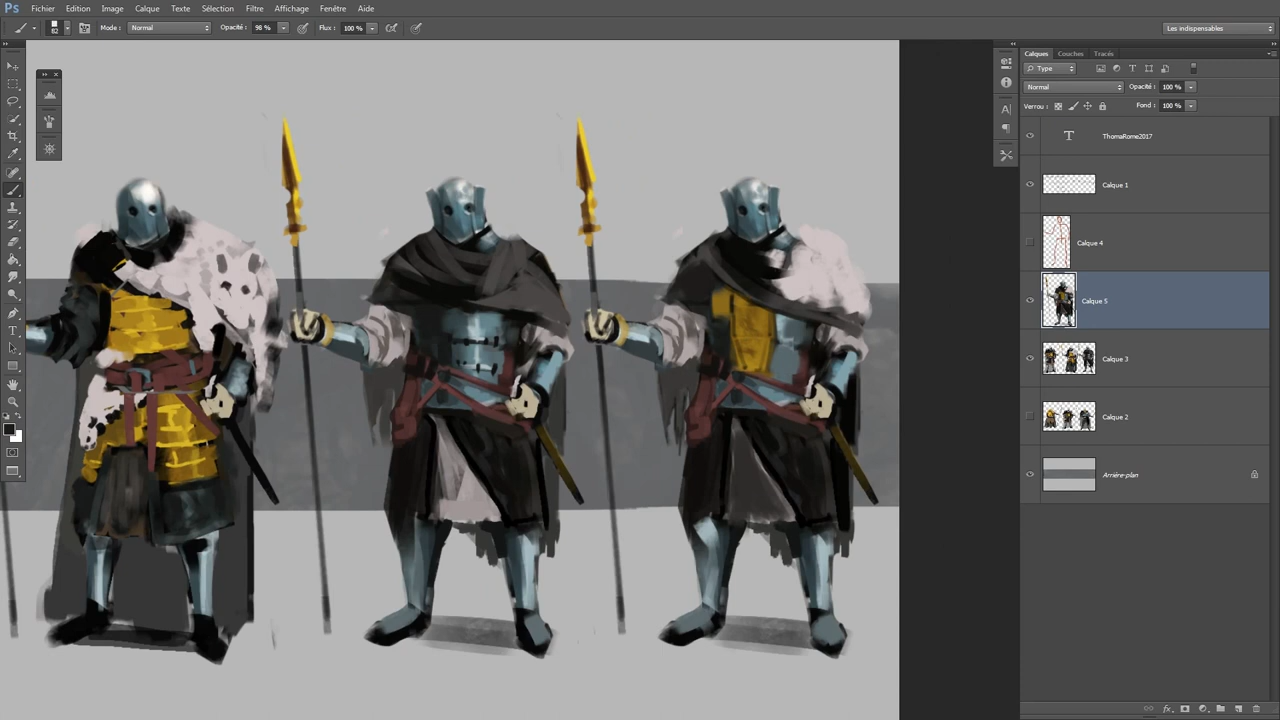 Ps Fichier Edition Image Calque Texte Sélection Filtre Affichage Fenêtre Aide
82 Mode : Normal Opacité : 98 % Flux : 100 % Les indispensables
Calques Couches Tracés
Type T
Normal Opacité : 100 %
Verrou : Fond : 100 %
T ThomaRome2017
Calque 1
Calque 4
Calque 5
Calque 3
Calque 2
Arrière-plan
fx